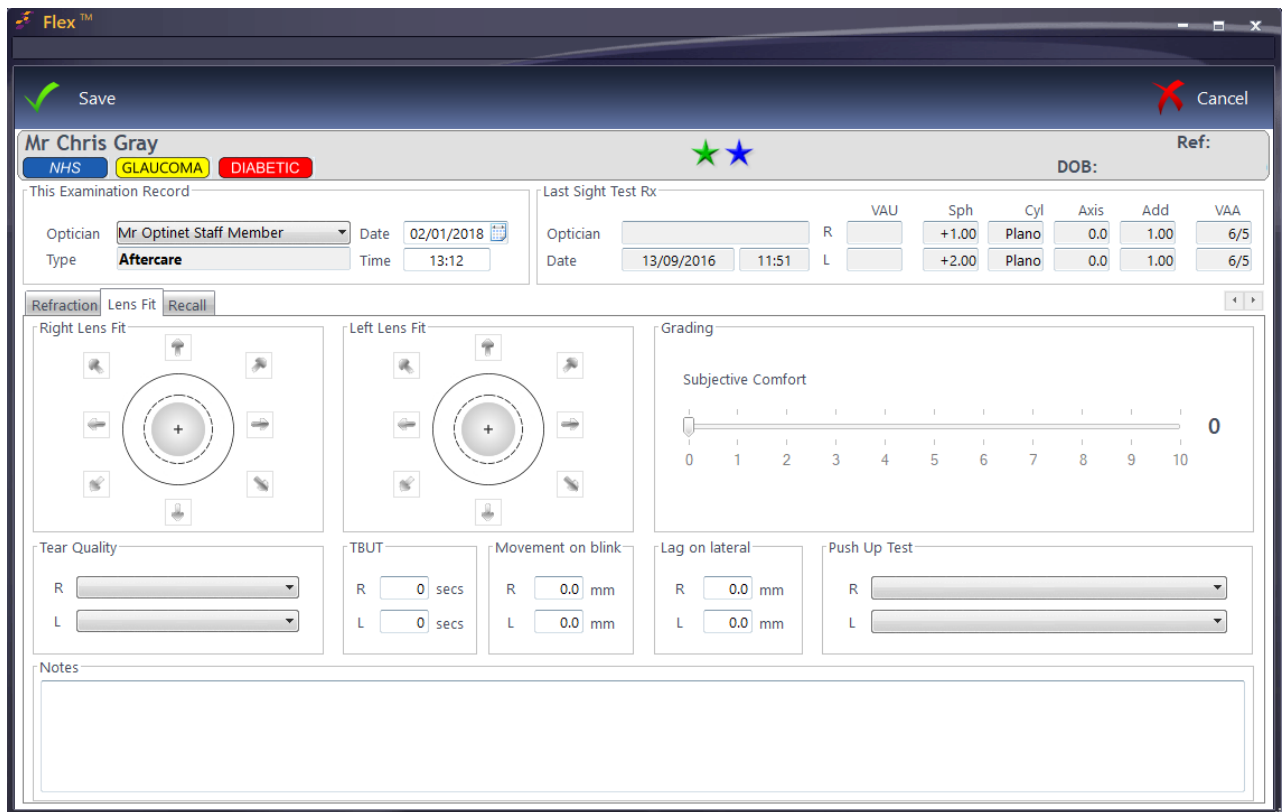 Flex ™
Save
Cancel
Mr Chris Gray
Ref:
NHS GLAUCOMA DIABETIC
DOB:
This Examination Record
Optician Mr Optinet Staff Member Date 02/01/2018
Type Aftercare Time 13:12
Last Sight Test Rx
VAU Sph Cyl Axis Add VAA
Optician R +1.00 Plano 0.0 1.00 6/5
Date 13/09/2016 11:51 L +2.00 Plano 0.0 1.00 6/5
Refraction Lens Fit Recall
Right Lens Fit
Left Lens Fit
Grading
Subjective Comfort
0
0 1 2 3 4 5 6 7 8 9 10
Tear Quality
R
L
TBUT
R 0 secs
L 0 secs
Movement on blink
R 0.0 mm
L 0.0 mm
Lag on lateral
R 0.0 mm
L 0.0 mm
Push Up Test
R
L
Notes